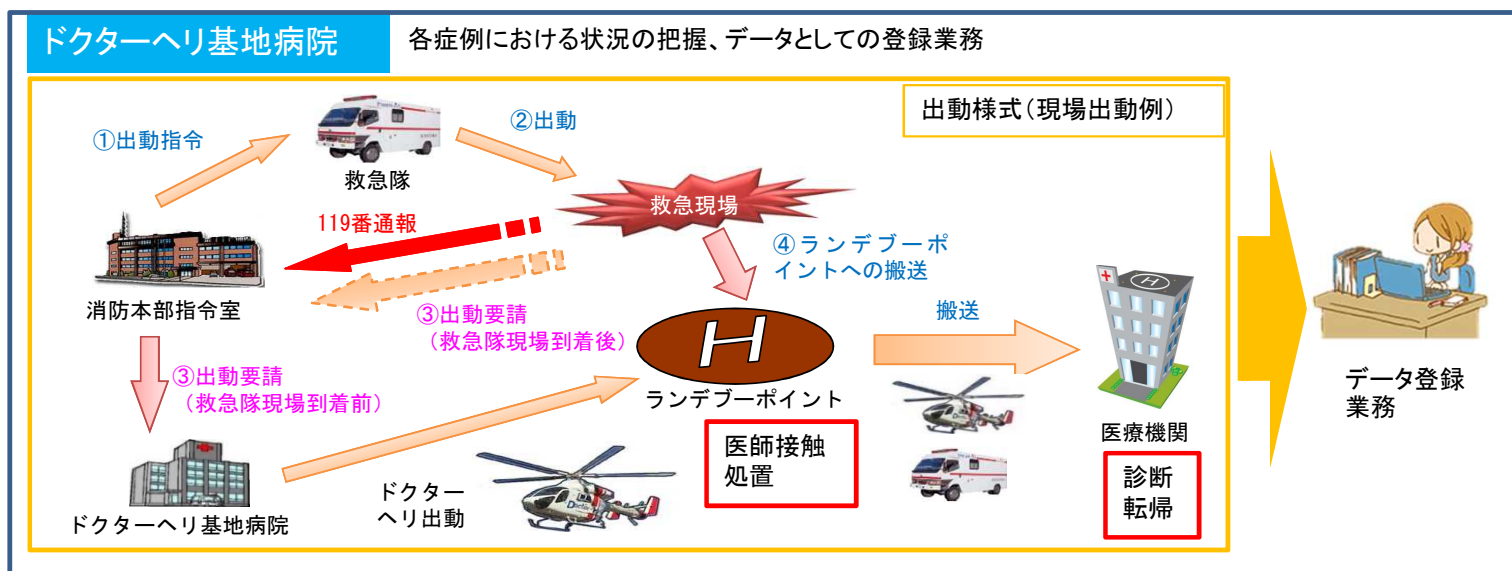 ドクターヘリ基地病院
各症例における状況の把握、データとしての登録業務
出動様式（現場出動例）
①出動指令
②出動
救急隊
救急現場
119番通報
④ランデブーポ
イントへの搬送
消防本部指令室
③出動要請
（救急隊現場到着後）
搬送
③出動要請
（救急隊現場到着前）
H
ランデブーポイント
H
医療機関
データ登録
業務
医師接触
処置
診断
転帰
ドクター
ヘリ出動
Doctor
ドクターヘリ基地病院